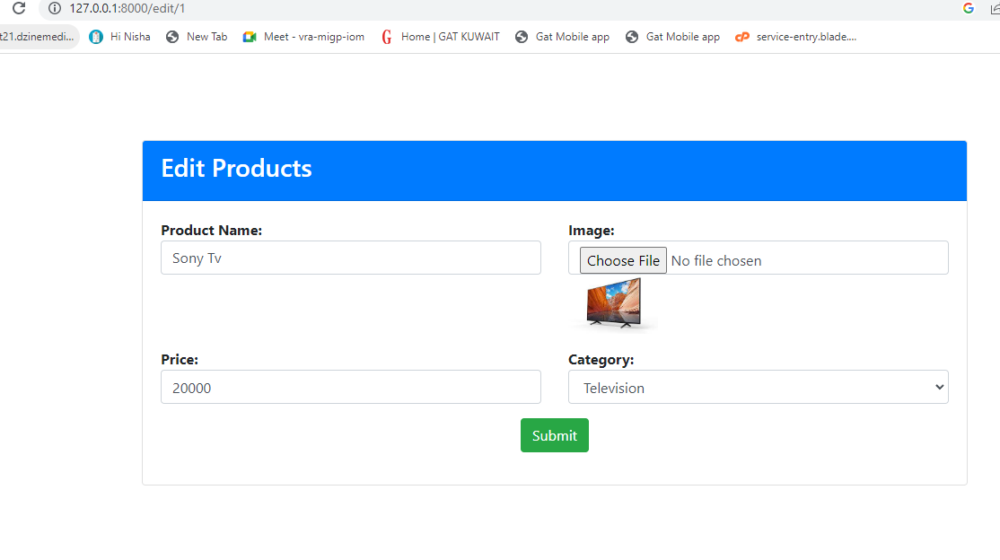 127.0.0.1:8000/edit/1
t21.dzinemedi... Hi Nisha New Tab Meet - vra-migp-iom Home | GAT KUWAIT Gat Mobile app Gat Mobile app service-entry.blade....
Edit Products
Product Name:
Sony Tv
Image:
Choose File No file chosen
Price:
20000
Category:
Television
Submit